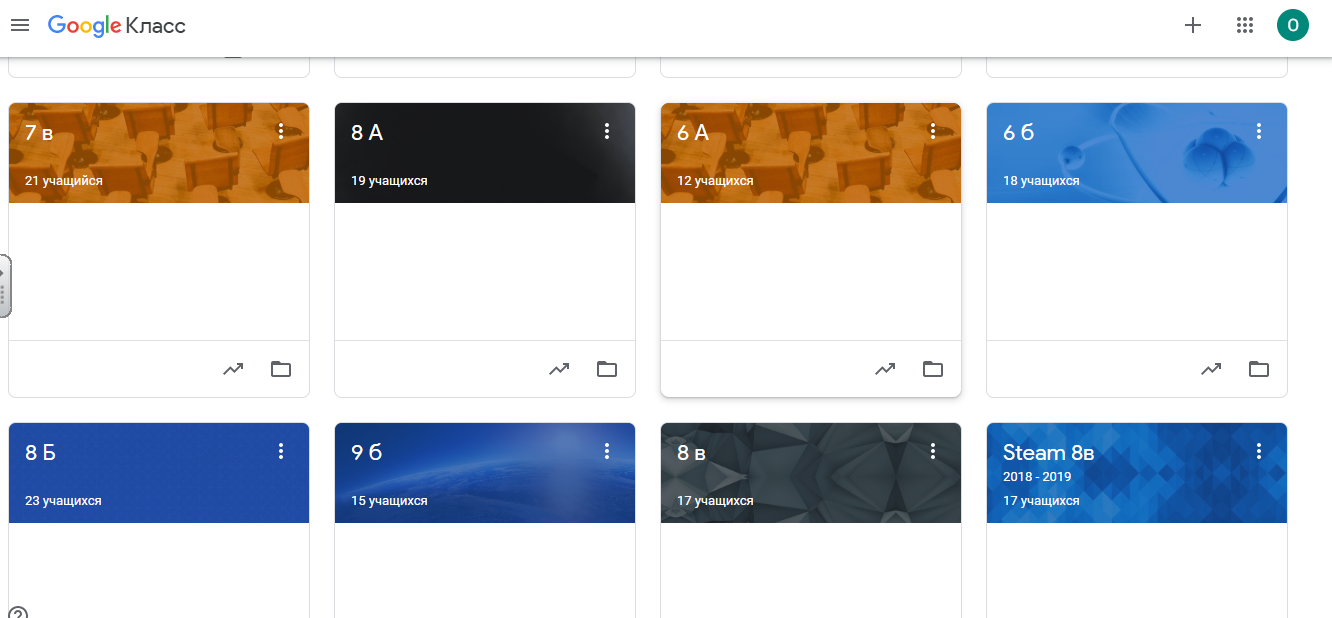 Google Класс
O
7 в
21 учащийся
8 А
19 учащихся
6 А
12 учащихся
6 б
18 учащихся
8 Б
23 учащихся
9 б
15 учащихся
8 в
17 учащихся
Steam 8в
2018 - 2019
17 учащихся